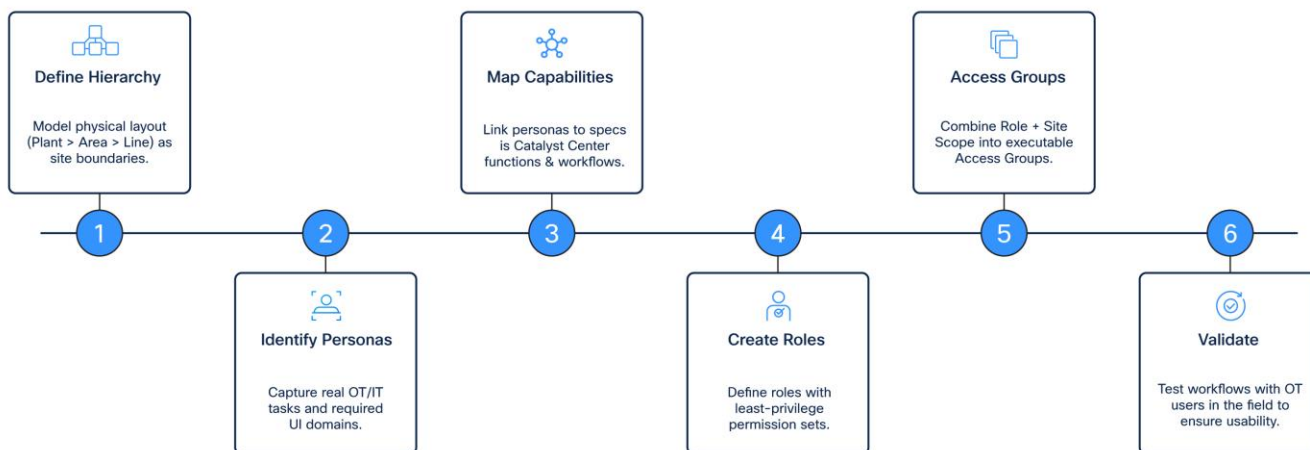 Define Hierarchy
Model physical layout
(Plant > Area > Line) as
site boundaries.
1
Identify Personas
Capture real OT/IT
tasks and required
UI domains.
2
Map Capabilities
Link personas to specs
is Catalyst Center
functions & workflows.
3
Create Roles
Define roles with
least-privilege
permission sets.
4
Access Groups
Combine Role + Site
Scope into executable
Access Groups.
5
Validate
Test workflows with OT
users in the field to
ensure usability.
6